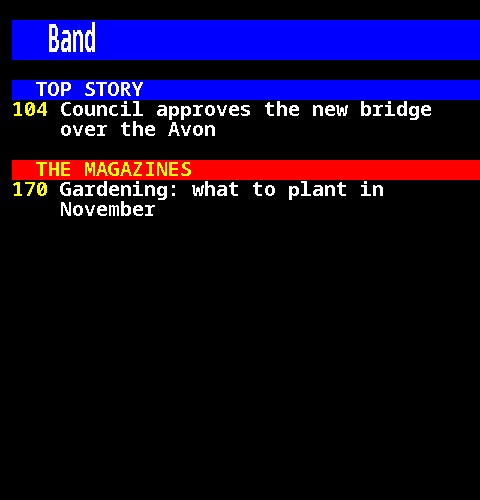 Band
TOP STORY
104 Council approves the new bridge
over the Avon
THE MAGAZINES
170 Gardening: what to plant in
November